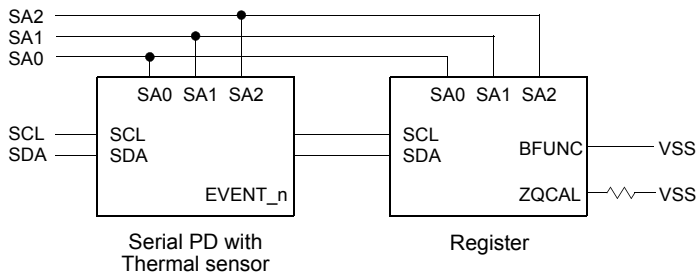 SA2
SA1
SA0
SA0 SA1 SA2
SA0 SA1 SA2
SCL
SDA
SCL
SDA
EVENT_n
SCL
SDA
BFUNC
VSS
ZQCAL
VSS
Serial PD with
Thermal sensor
Register